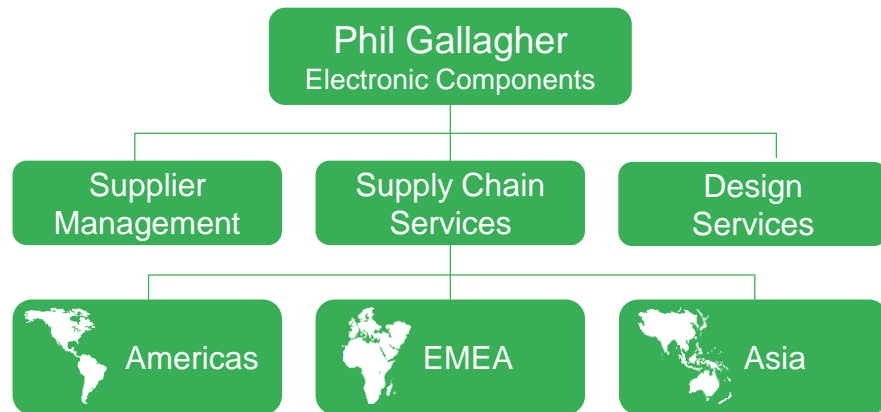 Phil Gallagher
Electronic Components
Supplier
Management
Supply Chain
Services
Design
Services
Americas
EMEA
Asia